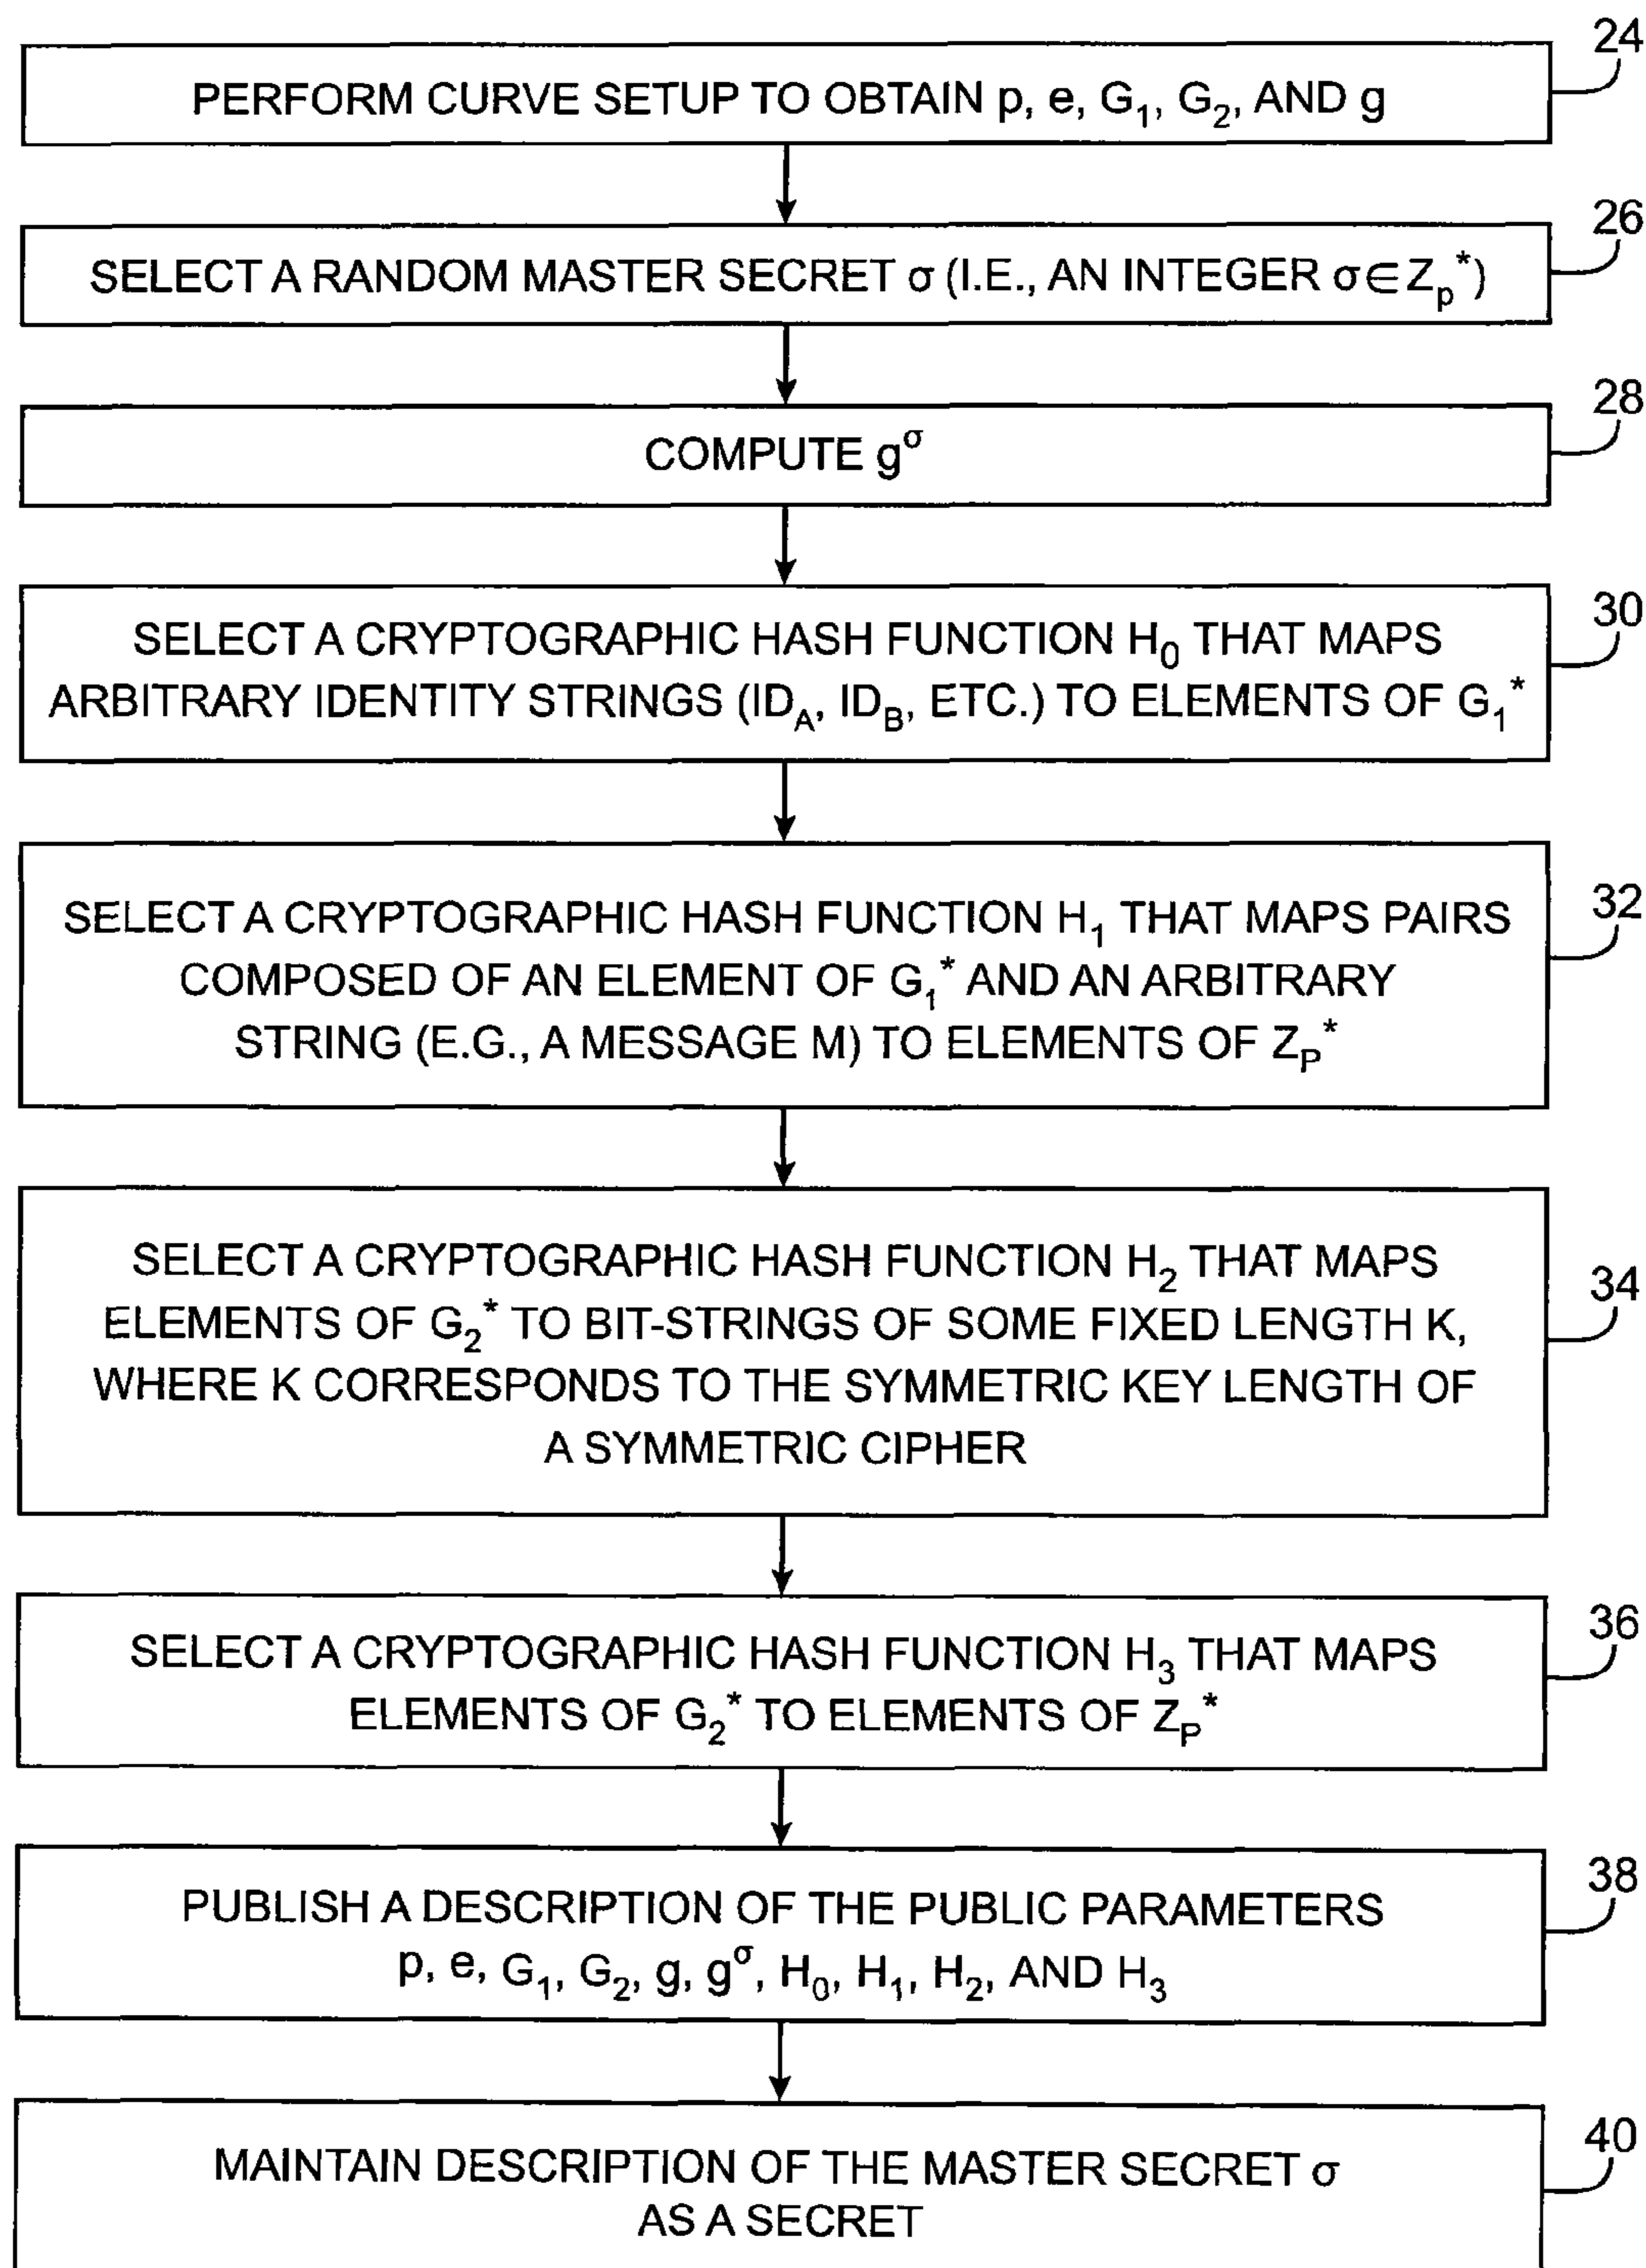 24
PERFORM CURVE SETUP TO OBTAIN p, e, G₁, G₂, AND g
26
SELECT A RANDOM MASTER SECRET σ (I.E., AN INTEGER σ∈Zₚ*)
28
COMPUTE g^σ
30
SELECT A CRYPTOGRAPHIC HASH FUNCTION H₀ THAT MAPS
ARBITRARY IDENTITY STRINGS (ID_A, ID_B, ETC.) TO ELEMENTS OF G₁*
32
SELECT A CRYPTOGRAPHIC HASH FUNCTION H₁ THAT MAPS PAIRS
COMPOSED OF AN ELEMENT OF G₁* AND AN ARBITRARY
STRING (E.G., A MESSAGE M) TO ELEMENTS OF Z_P*
34
SELECT A CRYPTOGRAPHIC HASH FUNCTION H₂ THAT MAPS
ELEMENTS OF G₂* TO BIT-STRINGS OF SOME FIXED LENGTH K,
WHERE K CORRESPONDS TO THE SYMMETRIC KEY LENGTH OF
A SYMMETRIC CIPHER
36
SELECT A CRYPTOGRAPHIC HASH FUNCTION H₃ THAT MAPS
ELEMENTS OF G₂* TO ELEMENTS OF Z_P*
38
PUBLISH A DESCRIPTION OF THE PUBLIC PARAMETERS
p, e, G₁, G₂, g, g^σ, H₀, H₁, H₂, AND H₃
40
MAINTAIN DESCRIPTION OF THE MASTER SECRET σ
AS A SECRET